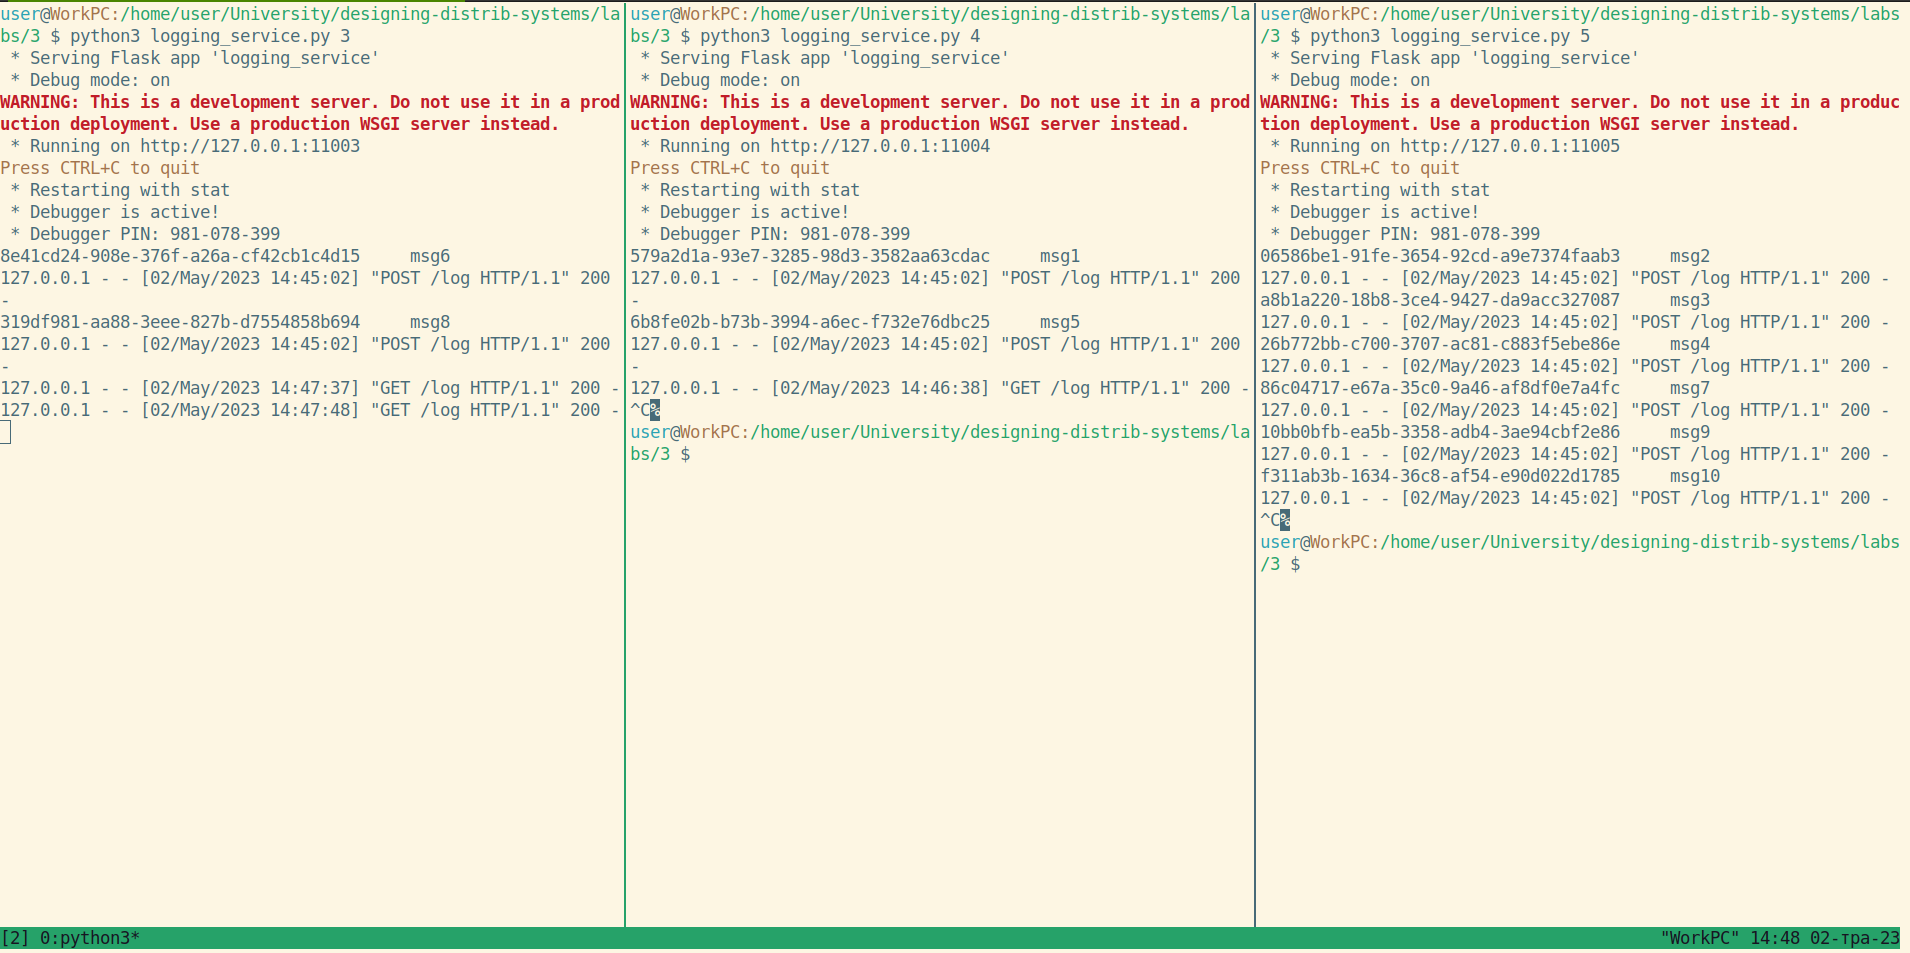 user@WorkPC:/home/user/University/designing-distrib-systems/la
bs/3 $ python3 logging_service.py 3
 * Serving Flask app 'logging_service'
 * Debug mode: on
WARNING: This is a development server. Do not use it in a prod
uction deployment. Use a production WSGI server instead.
 * Running on http://127.0.0.1:11003
Press CTRL+C to quit
 * Restarting with stat
 * Debugger is active!
 * Debugger PIN: 981-078-399
8e41cd24-908e-376f-a26a-cf42cb1c4d15     msg6
127.0.0.1 - - [02/May/2023 14:45:02] "POST /log HTTP/1.1" 200
-
319df981-aa88-3eee-827b-d7554858b694     msg8
127.0.0.1 - - [02/May/2023 14:45:02] "POST /log HTTP/1.1" 200
-
127.0.0.1 - - [02/May/2023 14:47:37] "GET /log HTTP/1.1" 200 -
127.0.0.1 - - [02/May/2023 14:47:48] "GET /log HTTP/1.1" 200 -
user@WorkPC:/home/user/University/designing-distrib-systems/la
bs/3 $ python3 logging_service.py 4
 * Serving Flask app 'logging_service'
 * Debug mode: on
WARNING: This is a development server. Do not use it in a prod
uction deployment. Use a production WSGI server instead.
 * Running on http://127.0.0.1:11004
Press CTRL+C to quit
 * Restarting with stat
 * Debugger is active!
 * Debugger PIN: 981-078-399
579a2d1a-93e7-3285-98d3-3582aa63cdac     msg1
127.0.0.1 - - [02/May/2023 14:45:02] "POST /log HTTP/1.1" 200
-
6b8fe02b-b73b-3994-a6ec-f732e76dbc25     msg5
127.0.0.1 - - [02/May/2023 14:45:02] "POST /log HTTP/1.1" 200
-
127.0.0.1 - - [02/May/2023 14:46:38] "GET /log HTTP/1.1" 200 -
^C%
user@WorkPC:/home/user/University/designing-distrib-systems/la
bs/3 $
user@WorkPC:/home/user/University/designing-distrib-systems/labs
/3 $ python3 logging_service.py 5
 * Serving Flask app 'logging_service'
 * Debug mode: on
WARNING: This is a development server. Do not use it in a produc
tion deployment. Use a production WSGI server instead.
 * Running on http://127.0.0.1:11005
Press CTRL+C to quit
 * Restarting with stat
 * Debugger is active!
 * Debugger PIN: 981-078-399
06586be1-91fe-3654-92cd-a9e7374faab3     msg2
127.0.0.1 - - [02/May/2023 14:45:02] "POST /log HTTP/1.1" 200 -
a8b1a220-18b8-3ce4-9427-da9acc327087     msg3
127.0.0.1 - - [02/May/2023 14:45:02] "POST /log HTTP/1.1" 200 -
26b772bb-c700-3707-ac81-c883f5ebe86e     msg4
127.0.0.1 - - [02/May/2023 14:45:02] "POST /log HTTP/1.1" 200 -
86c04717-e67a-35c0-9a46-af8df0e7a4fc     msg7
127.0.0.1 - - [02/May/2023 14:45:02] "POST /log HTTP/1.1" 200 -
10bb0bfb-ea5b-3358-adb4-3ae94cbf2e86     msg9
127.0.0.1 - - [02/May/2023 14:45:02] "POST /log HTTP/1.1" 200 -
f311ab3b-1634-36c8-af54-e90d022d1785     msg10
127.0.0.1 - - [02/May/2023 14:45:02] "POST /log HTTP/1.1" 200 -
^C%
user@WorkPC:/home/user/University/designing-distrib-systems/labs
/3 $
[2] 0:python3* "WorkPC" 14:48 02-тра-23